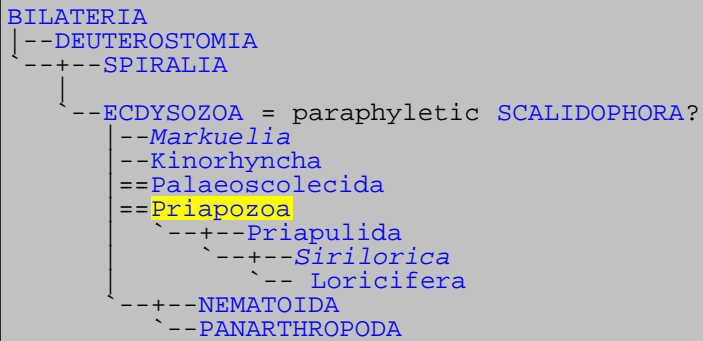 BILATERIA
|--DEUTEROSTOMIA
`--+--SPIRALIA
   |
   `--ECDYSOZOA = paraphyletic SCALIDOPHORA?
      |--Markuelia
      |--Kinorhyncha
      |==Palaeoscolecida
      |==Priapozoa
      |  `--+--Priapulida
      |     `--+--Sirilorica
      |        `-- Loricifera
      `--+--NEMATOIDA
         `--PANARTHROPODA